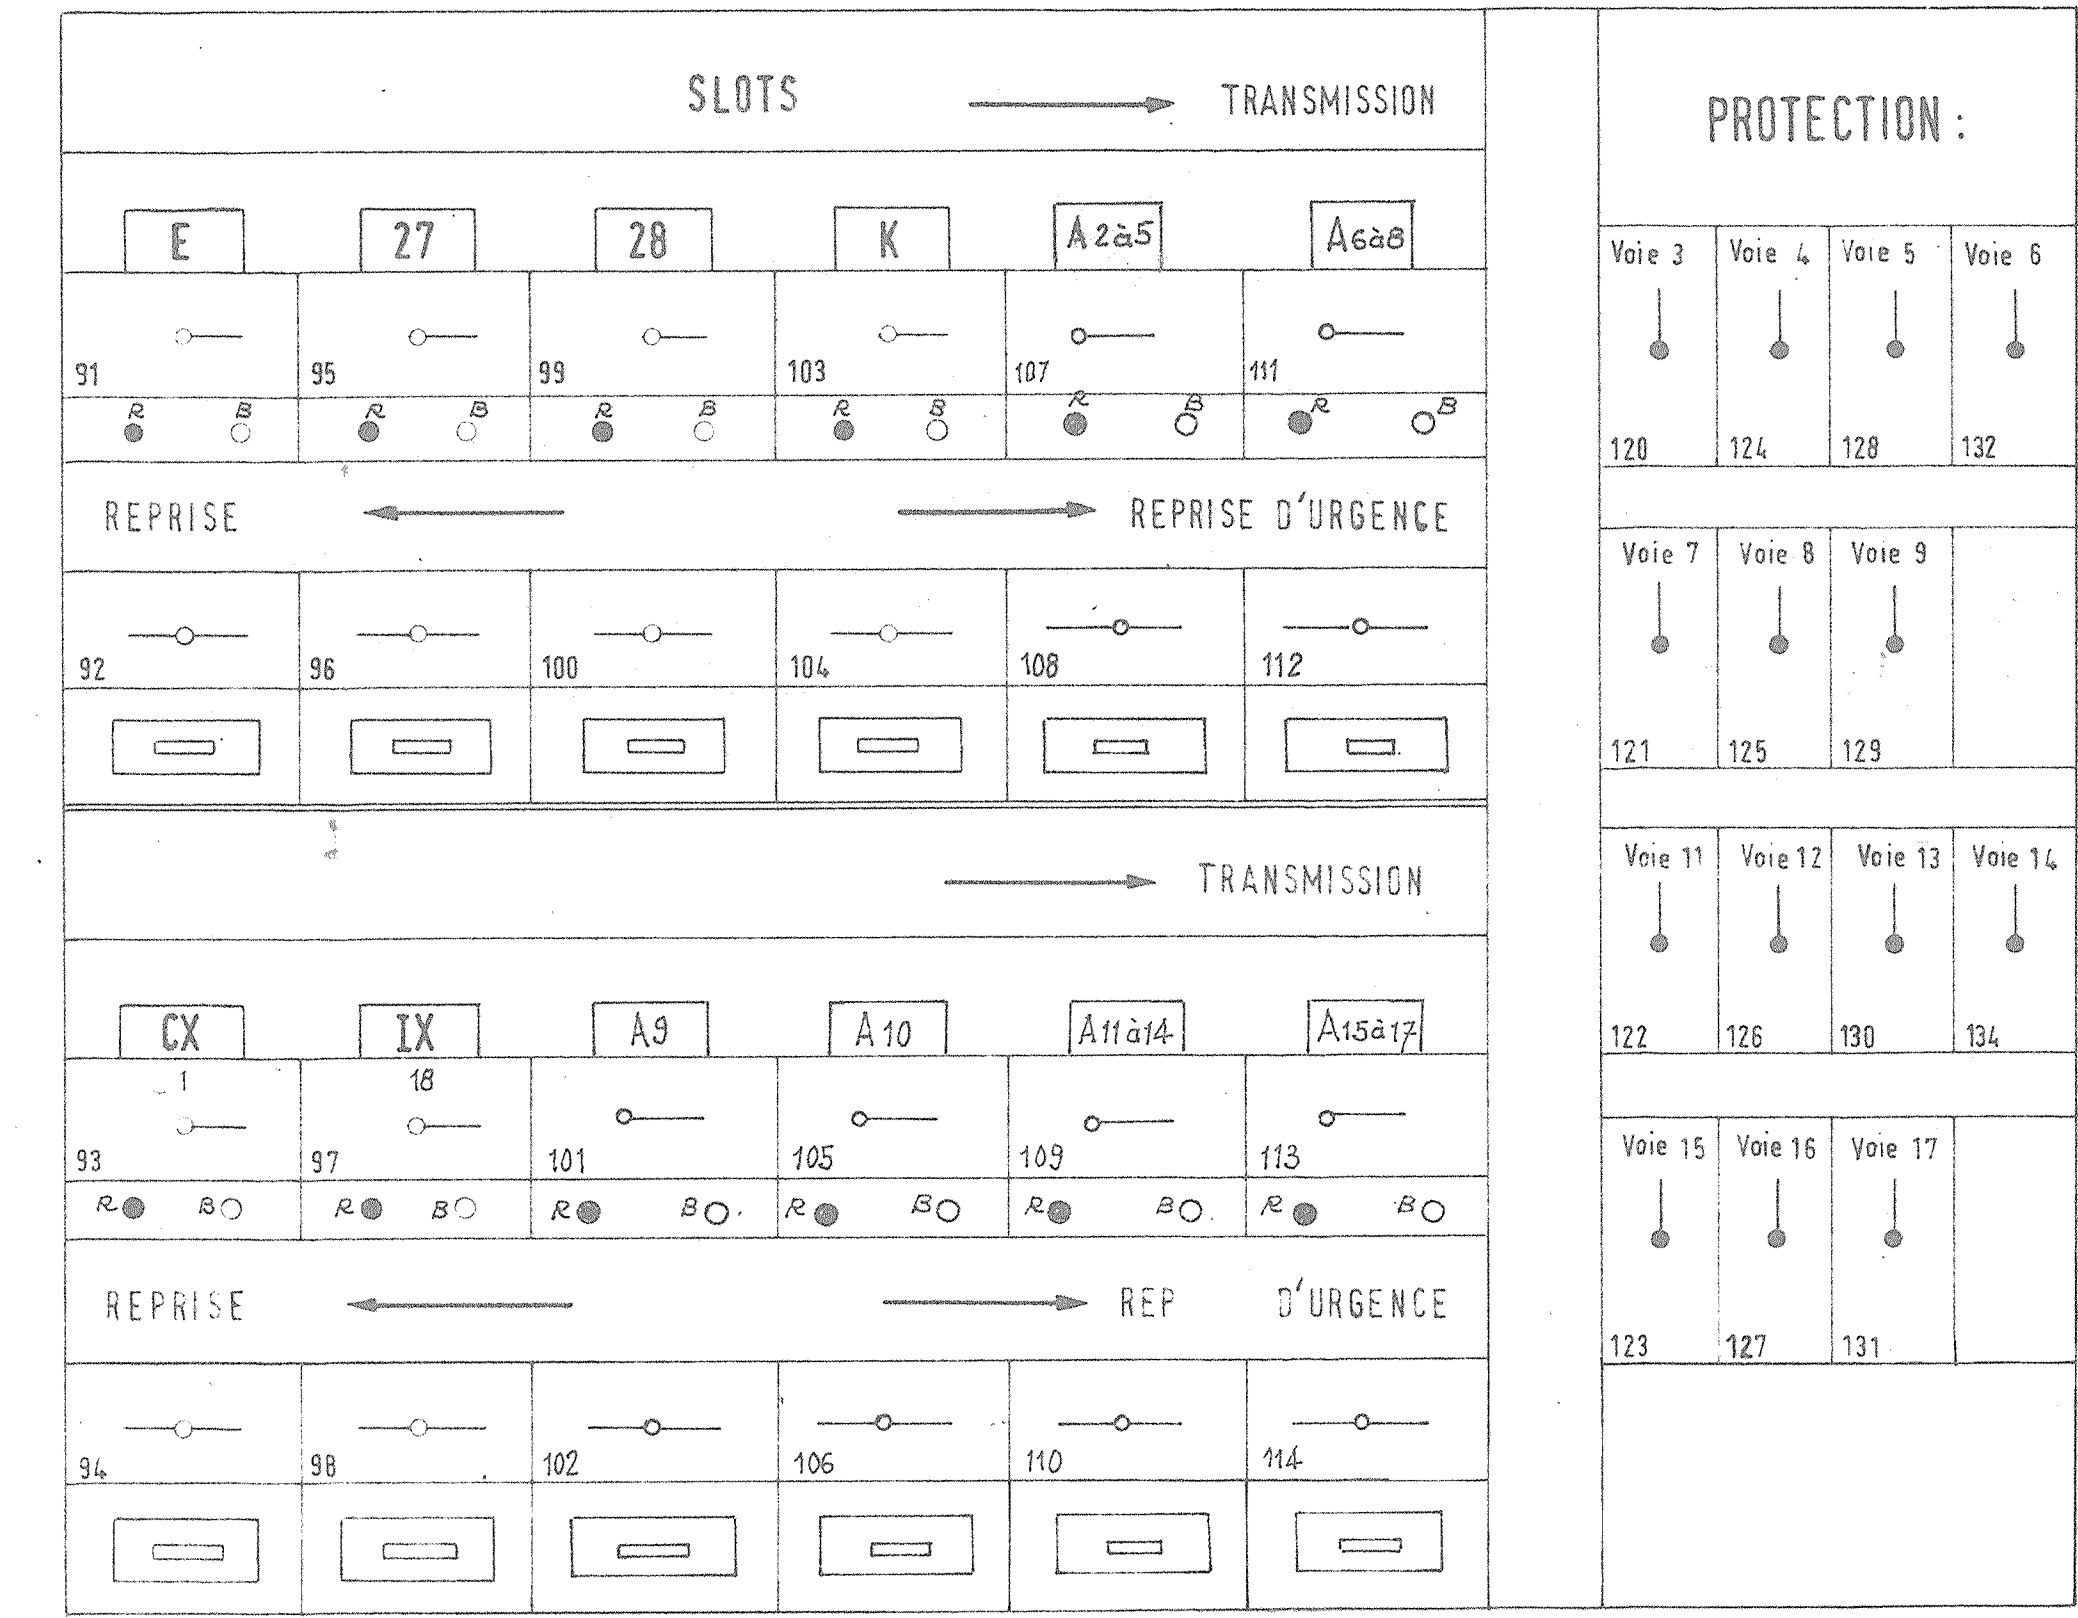 SLOTS TRANSMISSION
E 27 28 K A2à5 A6à8
91 95 99 103 107 111
R B R B R B R B R B R B
REPRISE REPRISE D'URGENCE
92 96 100 104 108 112
TRANSMISSION
CX IX A9 A10 A11à14 A15à17
1 18
93 97 101 105 109 113
R B R B R B R B R B R B
REPRISE REP D'URGENCE
94 98 102 106 110 114
PROTECTION :
Voie 3 Voie 4 Voie 5 Voie 6
120 124 128 132
Voie 7 Voie 8 Voie 9
121 125 129
Voie 11 Voie 12 Voie 13 Voie 14
122 126 130 134
Voie 15 Voie 16 Voie 17
123 127 131